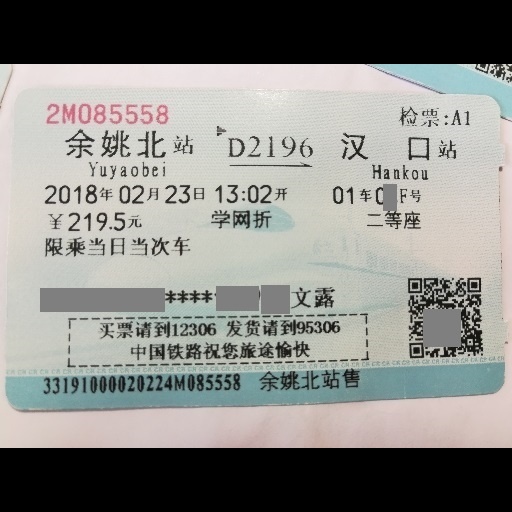 2M085558
检票:A1
余姚北站 D2196 汉口站
Yuyaobei Hankou
2018年02月23日13:02开 01车0F号
￥219.5元 学网折 二等座
限乘当日当次车
****文露
买票请到12306 发货请到95306
中国铁路祝您旅途愉快
33191000020224M085558 余姚北站售